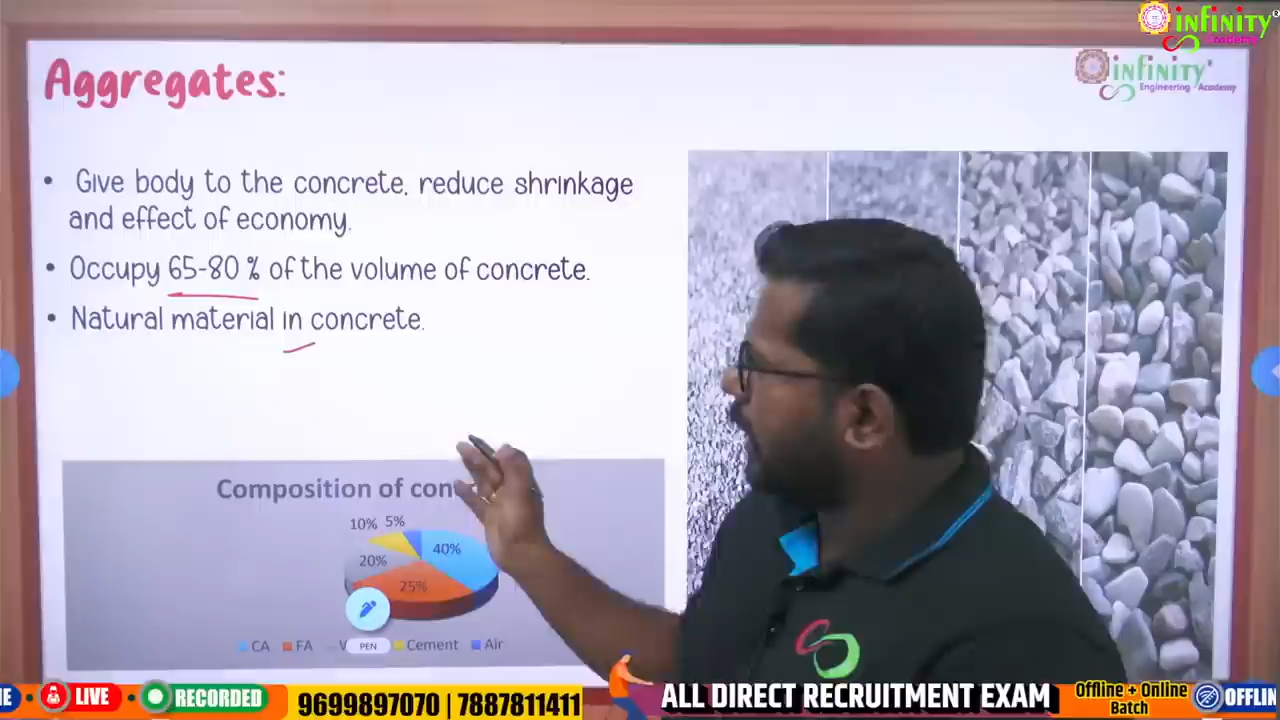 infinity
Academy
infinity
Engineering Academy
Aggregates:
• Give body to the concrete, reduce shrinkage
and effect of economy.
• Occupy 65-80 % of the volume of concrete.
• Natural material in concrete.
Composition of con
10% 5%
40%
20%
25%
CA FA PEN Cement Air
LIVE RECORDED 9699897070 | 7887811411 ALL DIRECT RECRUITMENT EXAM Offline + Online
Batch